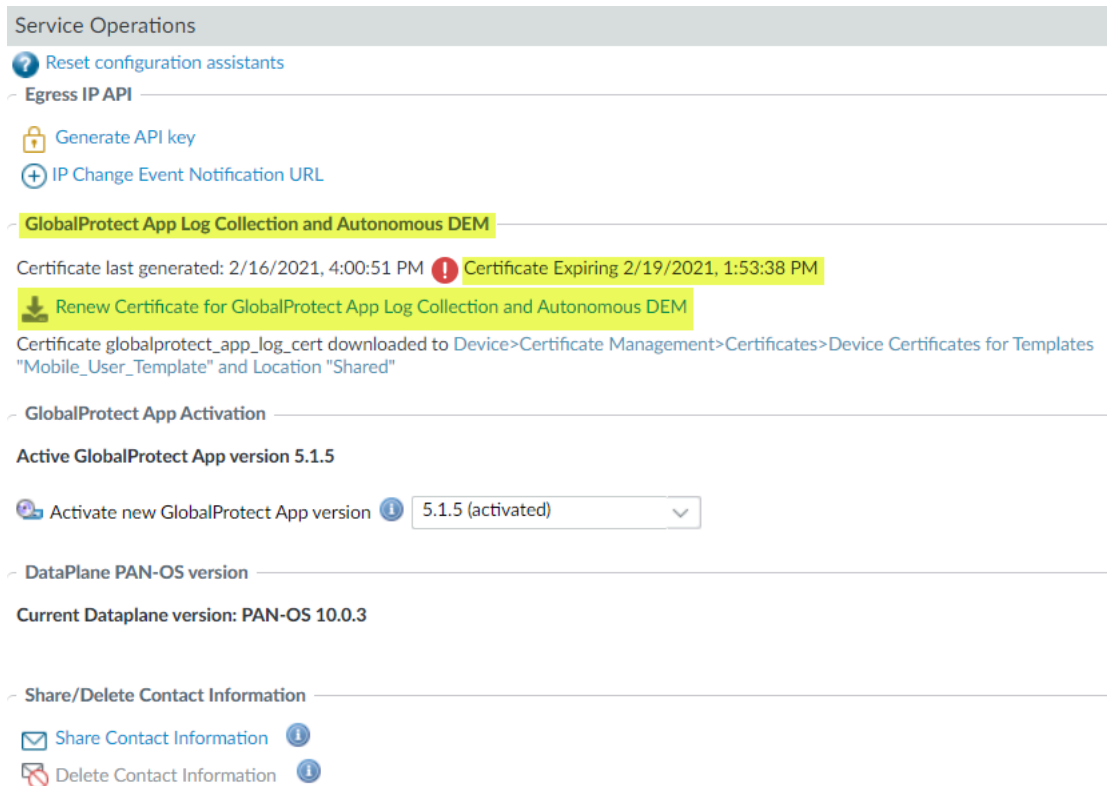 Service Operations
Reset configuration assistants
Egress IP API
Generate API key
IP Change Event Notification URL
GlobalProtect App Log Collection and Autonomous DEM
Certificate last generated: 2/16/2021, 4:00:51 PM ! Certificate Expiring 2/19/2021, 1:53:38 PM
Renew Certificate for GlobalProtect App Log Collection and Autonomous DEM
Certificate globalprotect_app_log_cert downloaded to Device>Certificate Management>Certificates>Device Certificates for Templates
"Mobile_User_Template" and Location "Shared"
GlobalProtect App Activation
Active GlobalProtect App version 5.1.5
Activate new GlobalProtect App version 5.1.5 (activated)
DataPlane PAN-OS version
Current Dataplane version: PAN-OS 10.0.3
Share/Delete Contact Information
Share Contact Information
Delete Contact Information